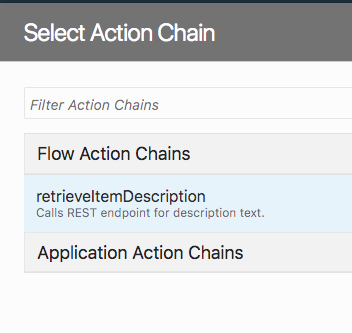 Select Action Chain
Filter Action Chains
Flow Action Chains
retrieveItemDescription
Calls REST endpoint for description text.
Application Action Chains